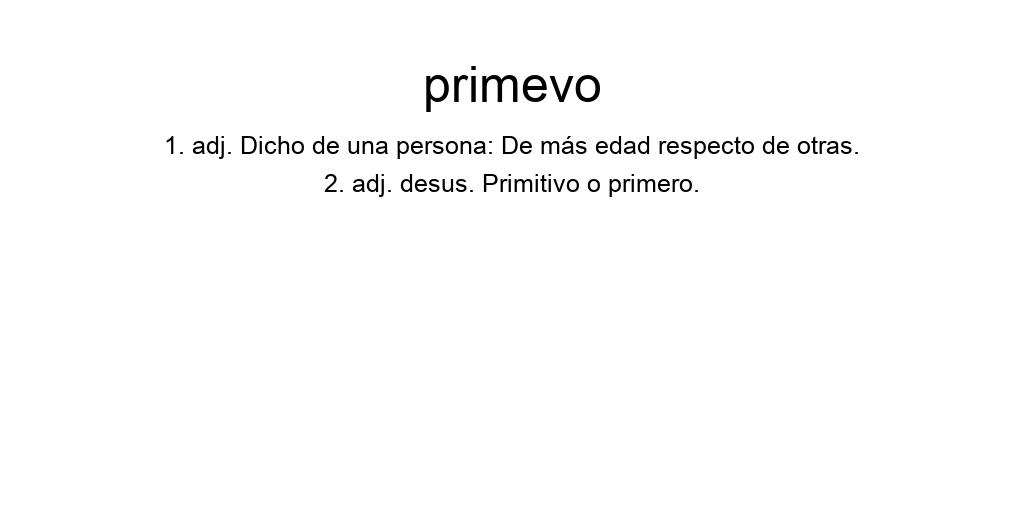 primevo
1. adj. Dicho de una persona: De más edad respecto de otras.
2. adj. desus. Primitivo o primero.